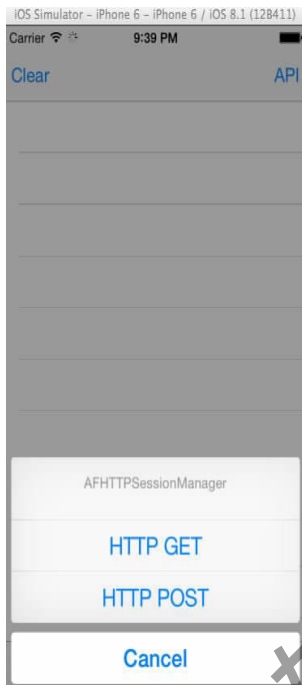 iOS Simulator - iPhone 6 - iPhone 6 / iOS 8.1 (12B411)
Carrier 9:39 PM
Clear API
AFHTTPSessionManager
HTTP GET
HTTP POST
Cancel